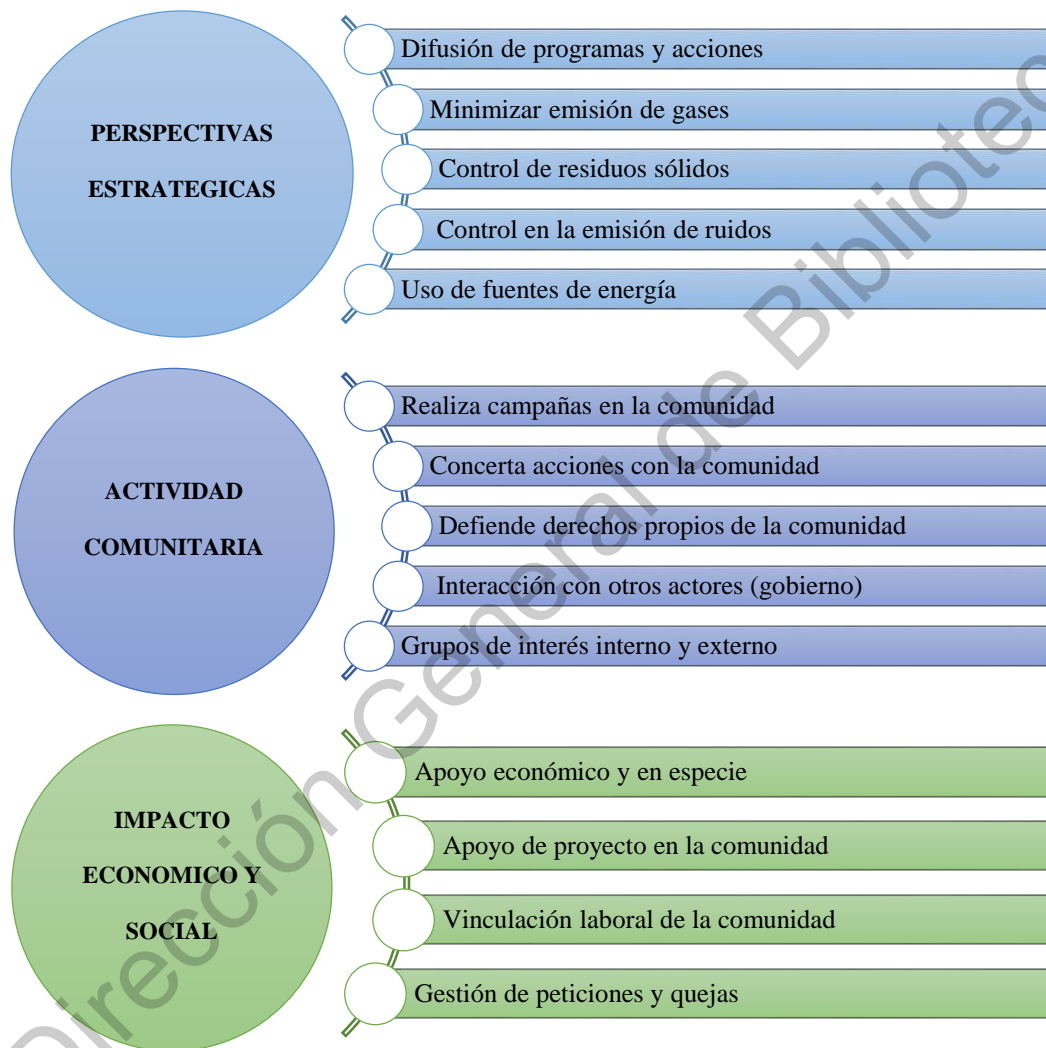 PERSPECTIVAS
ESTRATEGICAS
Difusión de programas y acciones
Minimizar emisión de gases
Control de residuos sólidos
Control en la emisión de ruidos
Uso de fuentes de energía
ACTIVIDAD
COMUNITARIA
Realiza campañas en la comunidad
Concerta acciones con la comunidad
Defiende derechos propios de la comunidad
Interacción con otros actores (gobierno)
Grupos de interés interno y externo
IMPACTO
ECONOMICO Y
SOCIAL
Apoyo económico y en especie
Apoyo de proyecto en la comunidad
Vinculación laboral de la comunidad
Gestión de peticiones y quejas
Dirección General de Bibliotec